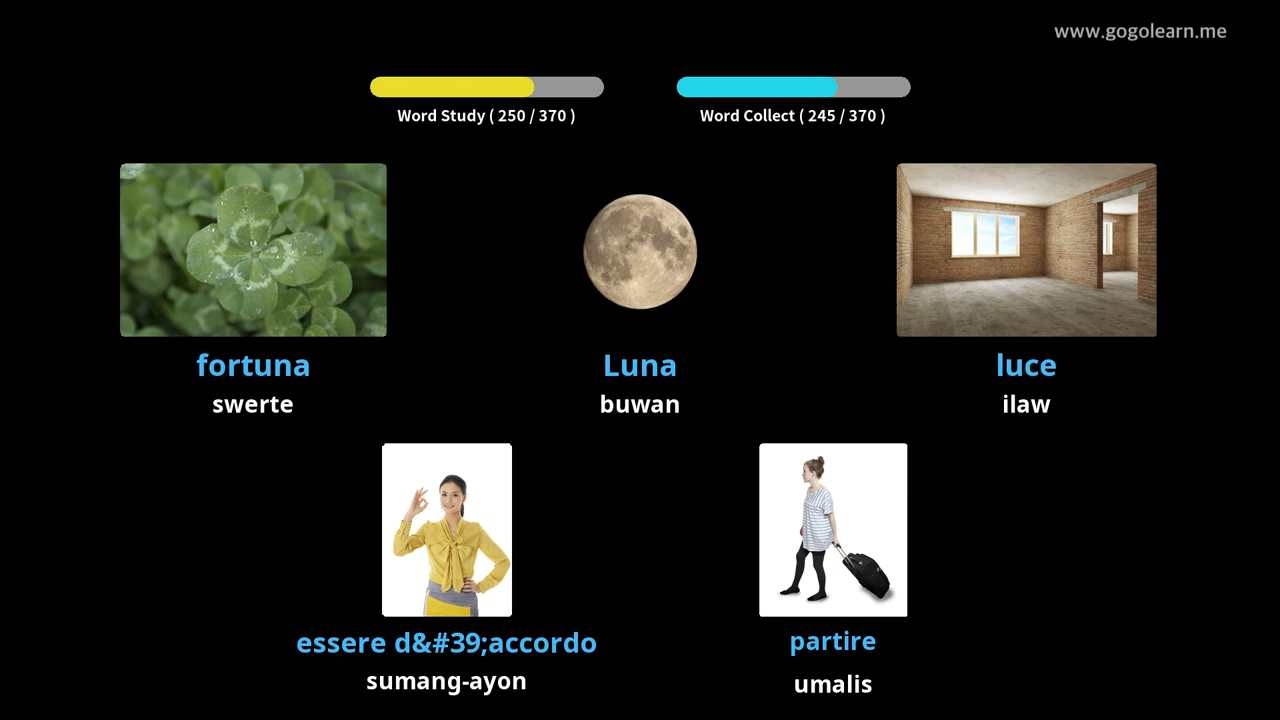 www.gogolearn.me
Word Study ( 250 / 370 )
Word Collect ( 245 / 370 )
fortuna
swerte
Luna
buwan
luce
ilaw
essere d&#39;accordo
sumang-ayon
partire
umalis